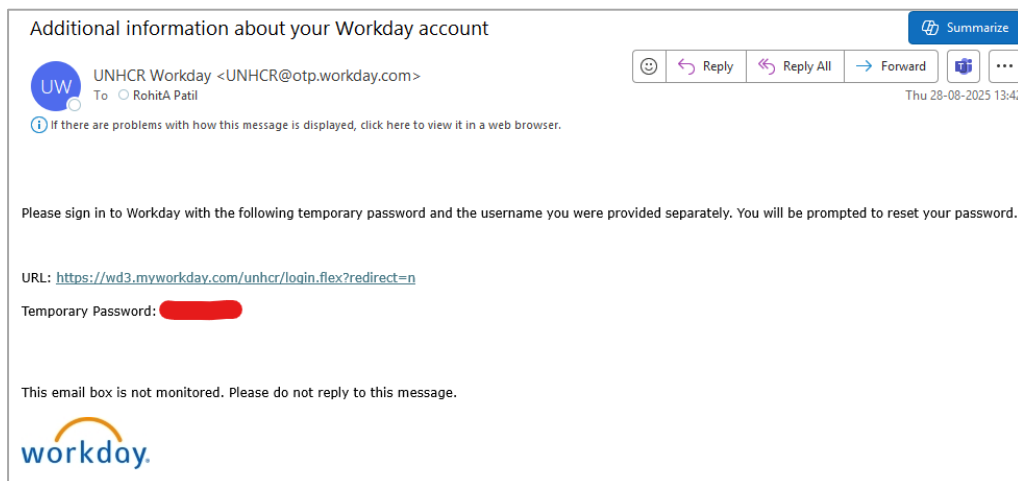 Additional information about your Workday account
Summarize
UW
UNHCR Workday <UNHCR@otp.workday.com>
Reply
Reply All
Forward
To RohitA Patil
Thu 28-08-2025 13:42
If there are problems with how this message is displayed, click here to view it in a web browser.
Please sign in to Workday with the following temporary password and the username you were provided separately. You will be prompted to reset your password.
URL: https://wd3.myworkday.com/unhcr/login.flex?redirect=n
Temporary Password:
This email box is not monitored. Please do not reply to this message.
workday.